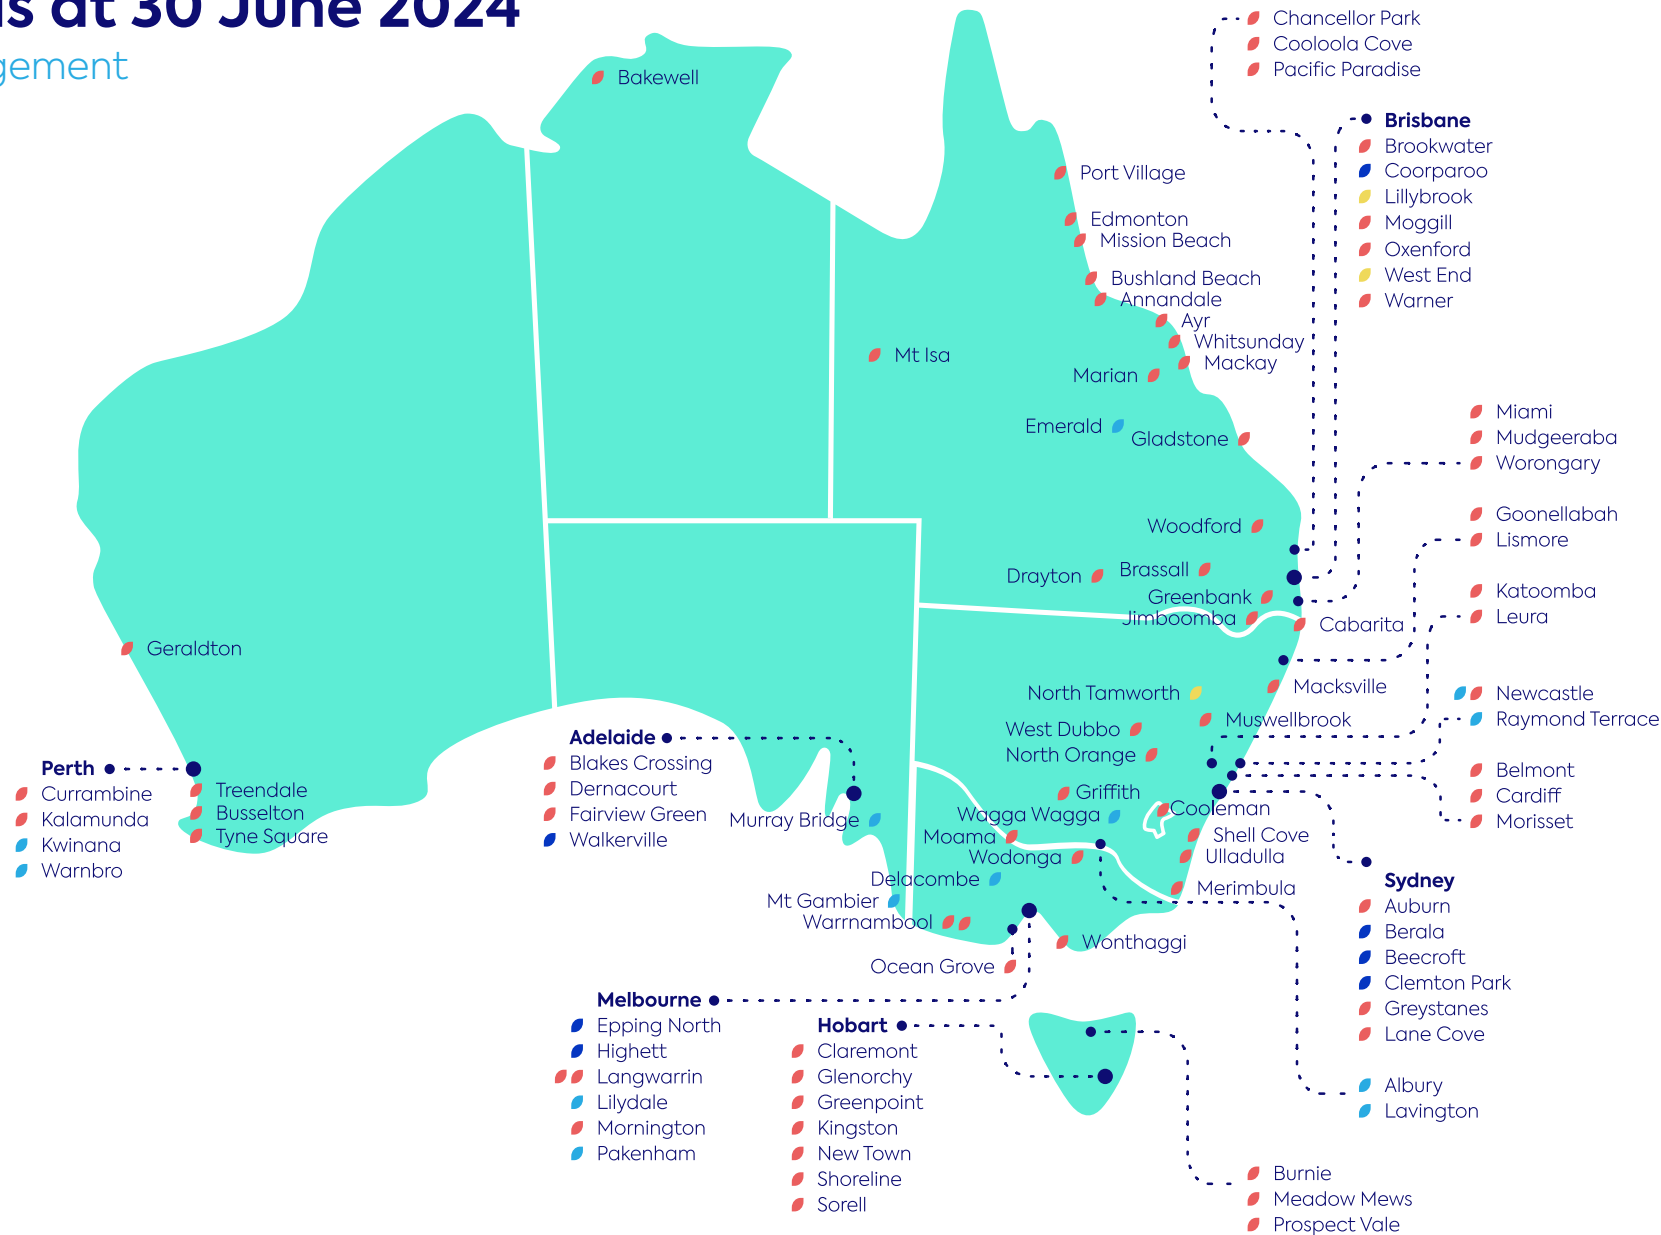 as at 30 June 2024
gement
Bakewell
Chancellor Park
Cooloola Cove
Pacific Paradise
Brisbane
Brookwater
Coorparoo
Lillybrook
Moggill
Oxenford
West End
Warner
Port Village
Edmonton
Mission Beach
Bushland Beach
Annandale
Ayr
Whitsunday
Mackay
Mt Isa
Marian
Emerald
Gladstone
Miami
Mudgeeraba
Worongary
Goonellabah
Lismore
Katoomba
Leura
Newcastle
Raymond Terrace
Belmont
Cardiff
Morisset
Woodford
Drayton
Brassall
Greenbank
Jimboomba
Cabarita
Macksville
North Tamworth
Muswellbrook
West Dubbo
North Orange
Griffith
Wagga Wagga
Cooleman
Moama
Shell Cove
Wodonga
Ulladulla
Delacombe
Merimbula
Mt Gambier
Warrnambool
Wonthaggi
Ocean Grove
Geraldton
Perth
Currambine
Kalamunda
Kwinana
Warnbro
Treendale
Busselton
Tyne Square
Adelaide
Blakes Crossing
Dernacourt
Fairview Green
Walkerville
Murray Bridge
Sydney
Auburn
Berala
Beecroft
Clemton Park
Greystanes
Lane Cove
Albury
Lavington
Melbourne
Epping North
Highett
Langwarrin
Lilydale
Mornington
Pakenham
Hobart
Claremont
Glenorchy
Greenpoint
Kingston
New Town
Shoreline
Sorell
Burnie
Meadow Mews
Prospect Vale